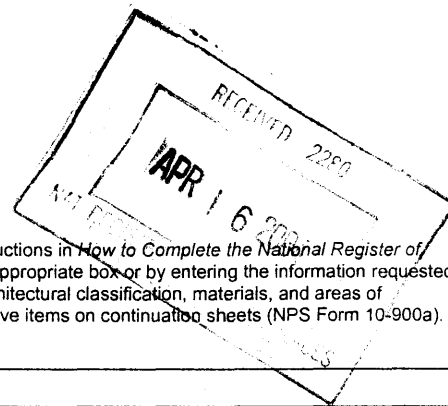 RECEIVED 2280
APR 16
NAT
uctions in How to Complete the National Register of
appropriate box or by entering the information requested
hitectural classification, materials, and areas of
ve items on continuation sheets (NPS Form 10-900a).